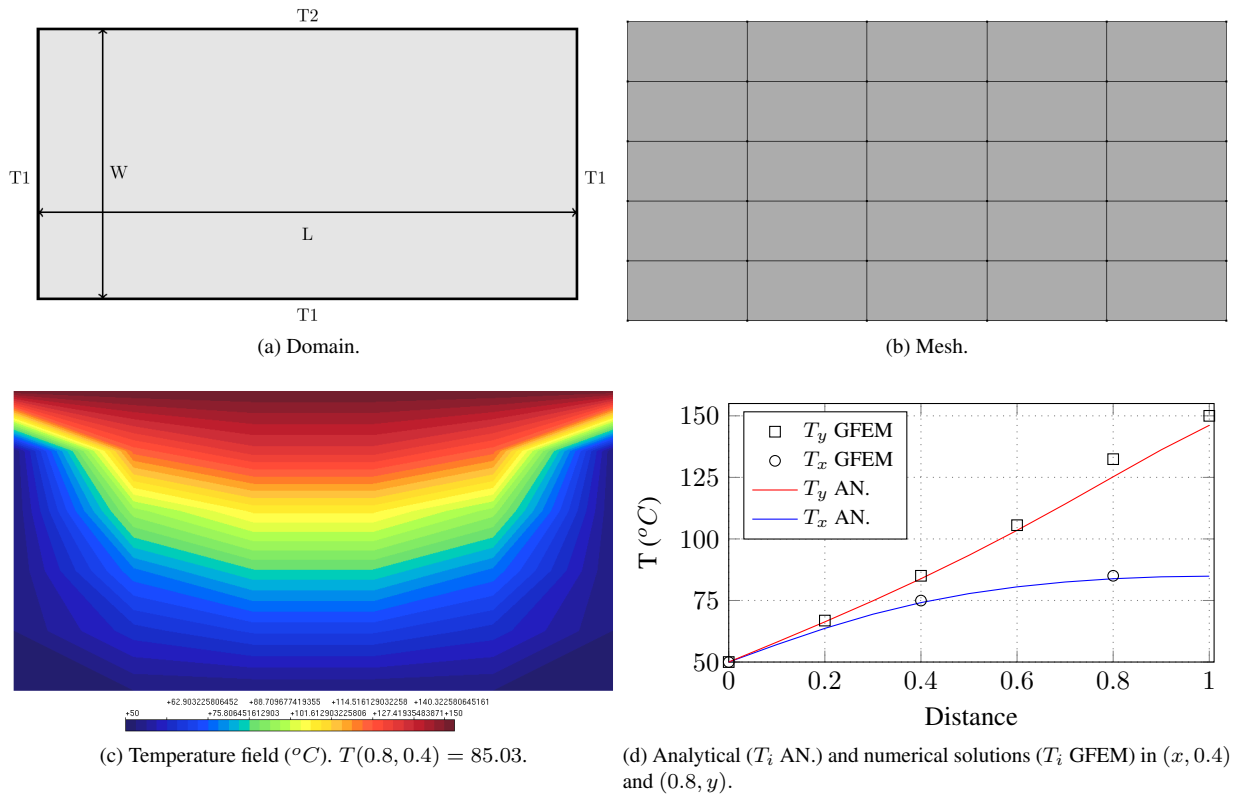 T2
T1
W
T1
L
T1
(a) Domain.
(b) Mesh.
+62.903225806452 +88.709677419355 +114.516129032258 +140.322580645161
+50 +75.806451612903 +101.612903225806 +127.41935483871 +150
(c) Temperature field (°C). T(0.8, 0.4) = 85.03.
T (°C)
150
125
100
75
50
T_y GFEM
T_x GFEM
T_y AN.
T_x AN.
0 0.2 0.4 0.6 0.8 1
Distance
(d) Analytical (T_i AN.) and numerical solutions (T_i GFEM) in (x, 0.4)
and (0.8, y).